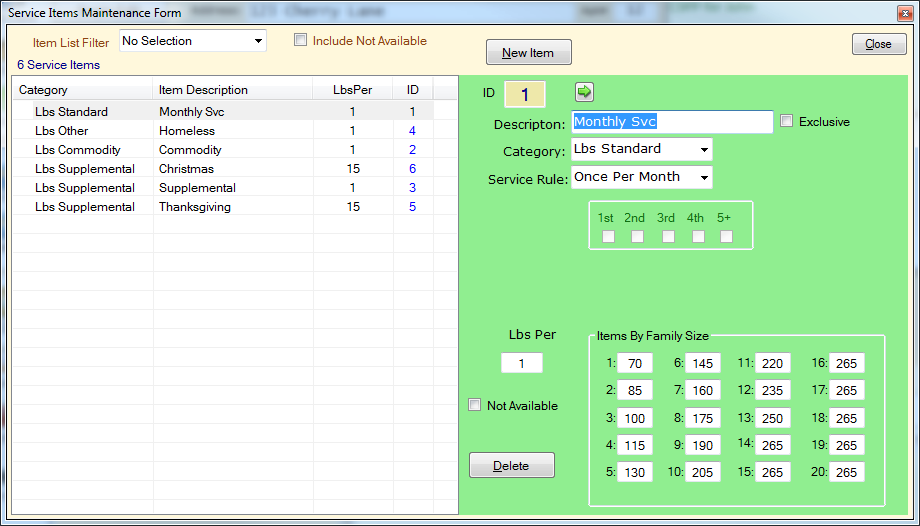 Address: 123 Cherry Lane 12
Service Items Maintenance Form
Item List Filter No Selection Include Not Available New Item Close
6 Service Items
Category Item Description LbsPer ID
Lbs Standard Monthly Svc 1 1
Lbs Other Homeless 1 4
Lbs Commodity Commodity 1 2
Lbs Supplemental Christmas 15 6
Lbs Supplemental Supplemental 1 3
Lbs Supplemental Thanksgiving 15 5
ID 1
Descripton: Monthly Svc Exclusive
Category: Lbs Standard
Service Rule: Once Per Month
1st 2nd 3rd 4th 5+
Lbs Per
1
Not Available
Delete
Items By Family Size
1: 70 6: 145 11: 220 16: 265
2: 85 7: 160 12: 235 17: 265
3: 100 8: 175 13: 250 18: 265
4: 115 9: 190 14: 265 19: 265
5: 130 10: 205 15: 265 20: 265